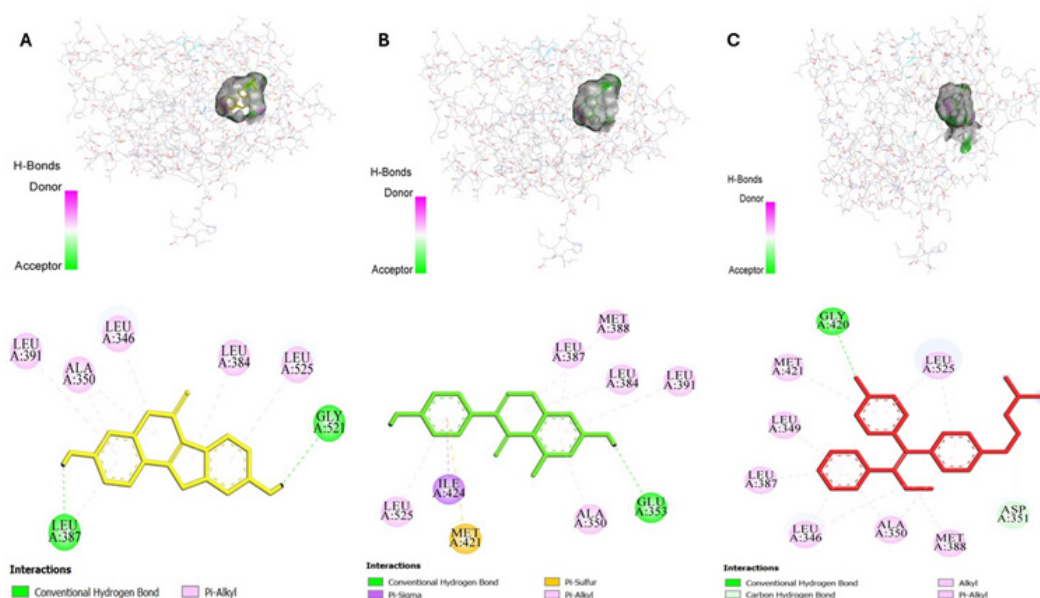 A
B
C
H-Bonds
Donor
Acceptor
H-Bonds
Donor
Acceptor
H-Bonds
Donor
Acceptor
LEU
A:391
ALA
A:350
LEU
A:346
LEU
A:384
LEU
A:525
GLY
A:521
LEU
A:387
Interactions
Conventional Hydrogen Bond
Pi-Alkyl
MET
A:388
LEU
A:387
LEU
A:384
LEU
A:391
LEU
A:525
ILE
A:424
MET
A:421
ALA
A:350
GLU
A:353
Interactions
Conventional Hydrogen Bond
Pi-Sulfur
Pi-Sigma
Pi-Alkyl
GLY
A:420
MET
A:421
LEU
A:525
LEU
A:349
LEU
A:387
LEU
A:346
ALA
A:350
MET
A:388
ASP
A:351
Interactions
Conventional Hydrogen Bond
Alkyl
Carbon Hydrogen Bond
Pi-Alkyl